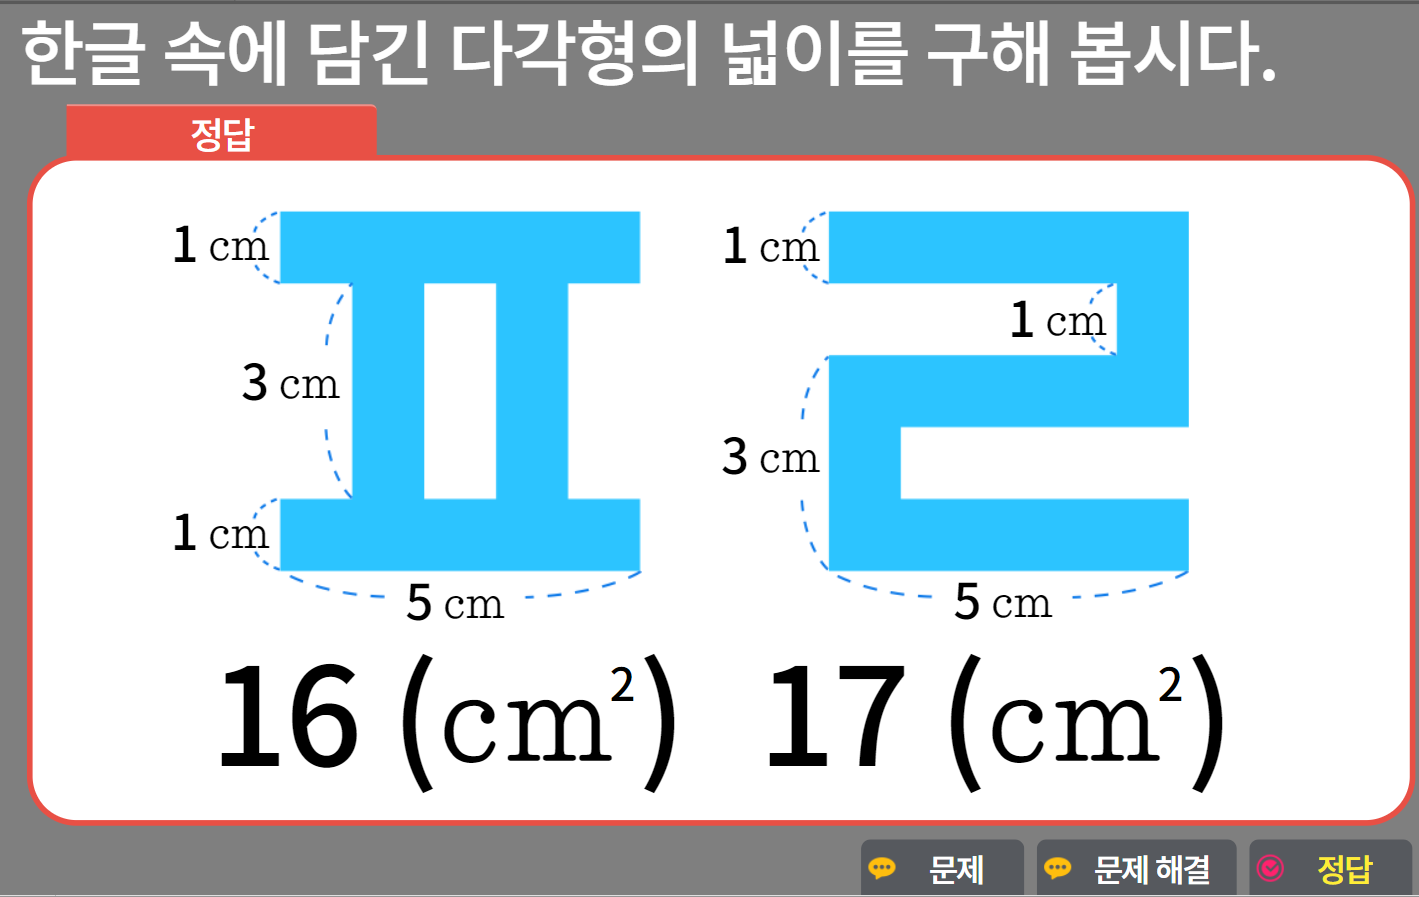 한글 속에 담긴 다각형의 넓이를 구해 봅시다.
정답
1 cm
3 cm
1 cm
5 cm
16 (cm²)
1 cm
1 cm
3 cm
5 cm
17 (cm²)
문제
문제 해결
정답